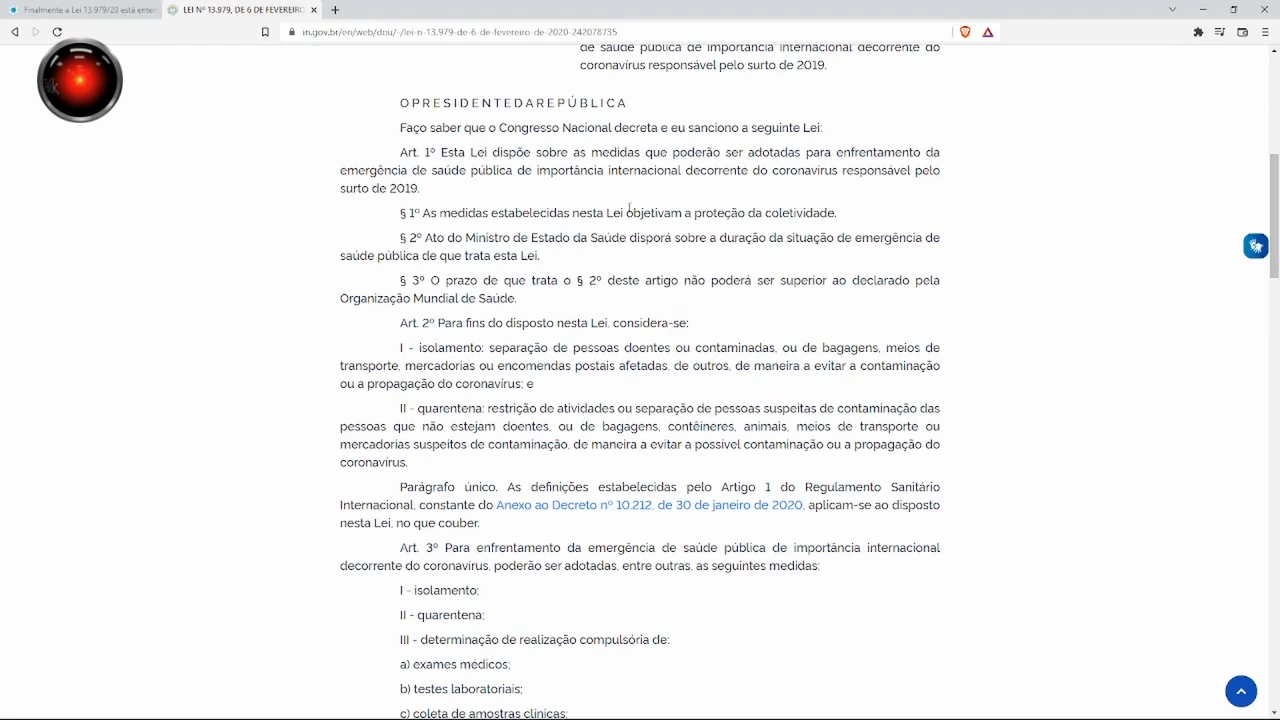 Finalmente a Lei 13.979/20 está enter
LEI Nº 13.979, DE 6 DE FEVEREIRO
in.gov.br/en/web/dou/-/lei-n-13.979-de-6-de-fevereiro-de-2020-242078735
de saúde pública de importância internacional decorrente do
coronavírus responsável pelo surto de 2019.
O P R E S I D E N T E D A R E P Ú B L I C A
Faço saber que o Congresso Nacional decreta e eu sanciono a seguinte Lei:
Art. 1º Esta Lei dispõe sobre as medidas que poderão ser adotadas para enfrentamento da
emergência de saúde pública de importância internacional decorrente do coronavírus responsável pelo
surto de 2019.
§ 1º As medidas estabelecidas nesta Lei objetivam a proteção da coletividade.
§ 2º Ato do Ministro de Estado da Saúde disporá sobre a duração da situação de emergência de
saúde pública de que trata esta Lei.
§ 3º O prazo de que trata o § 2º deste artigo não poderá ser superior ao declarado pela
Organização Mundial de Saúde.
Art. 2º Para fins do disposto nesta Lei, considera-se:
I - isolamento: separação de pessoas doentes ou contaminadas, ou de bagagens, meios de
transporte, mercadorias ou encomendas postais afetadas, de outros, de maneira a evitar a contaminação
ou a propagação do coronavírus; e
II - quarentena: restrição de atividades ou separação de pessoas suspeitas de contaminação das
pessoas que não estejam doentes, ou de bagagens, contêineres, animais, meios de transporte ou
mercadorias suspeitos de contaminação, de maneira a evitar a possível contaminação ou a propagação do
coronavírus.
Parágrafo único. As definições estabelecidas pelo Artigo 1 do Regulamento Sanitário
Internacional, constante do Anexo ao Decreto nº 10.212, de 30 de janeiro de 2020, aplicam-se ao disposto
nesta Lei, no que couber.
Art. 3º Para enfrentamento da emergência de saúde pública de importância internacional
decorrente do coronavírus, poderão ser adotadas, entre outras, as seguintes medidas:
I - isolamento;
II - quarentena;
III - determinação de realização compulsória de:
a) exames médicos;
b) testes laboratoriais;
c) coleta de amostras clínicas;